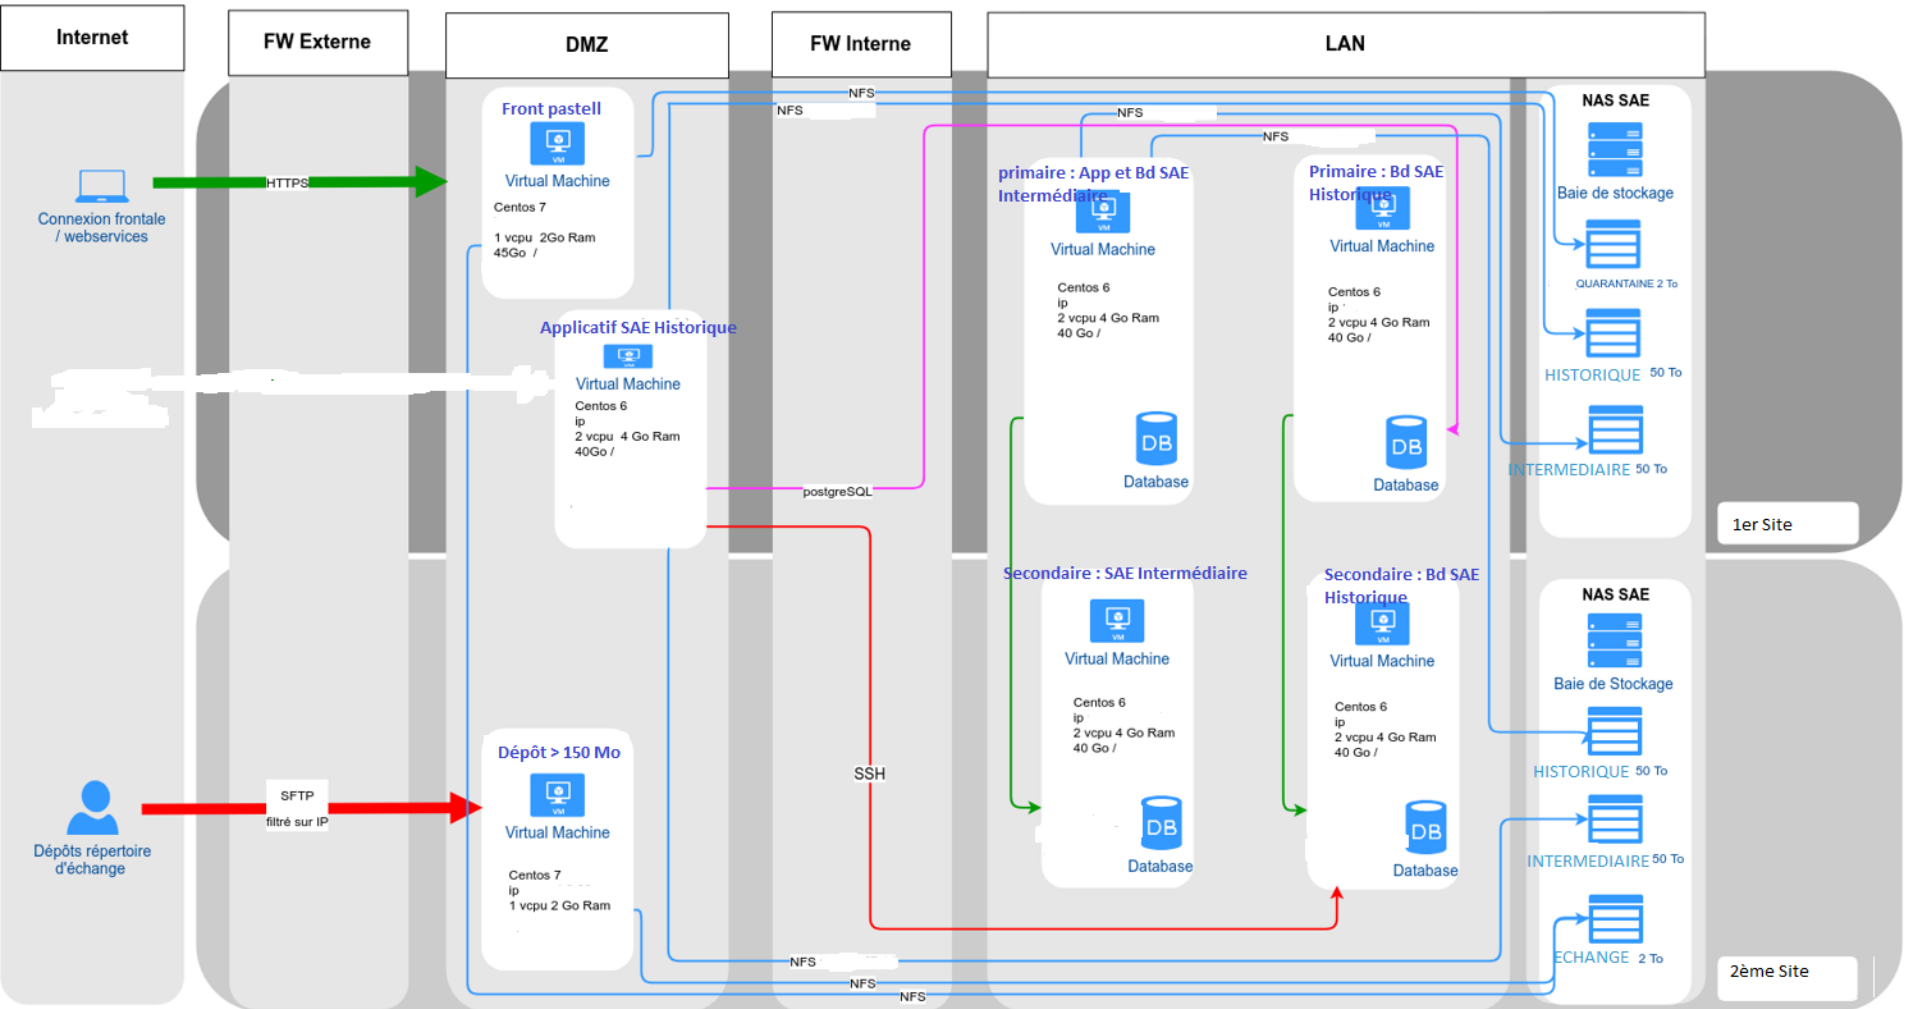 Internet
FW Externe
DMZ
FW Interne
LAN
Front pastell
VM
Virtual Machine
Centos 7
1 vcpu 2Go Ram
45Go /
NFS
NFS
NFS
NFS
HTTPS
Connexion frontale
/ webservices
primaire : App et Bd SAE
Intermédiaire
VM
Virtual Machine
Centos 6
ip
2 vcpu 4 Go Ram
40 Go /
DB
Database
Primaire : Bd SAE
Historique
VM
Virtual Machine
Centos 6
ip
2 vcpu 4 Go Ram
40 Go /
DB
Database
NAS SAE
Baie de stockage
QUARANTAINE 2 To
HISTORIQUE 50 To
INTERMEDIAIRE 50 To
Applicatif SAE Historique
VM
Virtual Machine
Centos 6
ip
2 vcpu 4 Go Ram
40Go /
postgreSQL
1er Site
Secondaire : SAE Intermédiaire
VM
Virtual Machine
Centos 6
ip
2 vcpu 4 Go Ram
40 Go /
DB
Database
Secondaire : Bd SAE
Historique
VM
Virtual Machine
Centos 6
ip
2 vcpu 4 Go Ram
40 Go /
DB
Database
NAS SAE
Baie de Stockage
HISTORIQUE 50 To
INTERMEDIAIRE 50 To
ECHANGE 2 To
SSH
Dépôt > 150 Mo
VM
Virtual Machine
Centos 7
ip
1 vcpu 2 Go Ram
SFTP
filtré sur IP
Dépôts répertoire
d'échange
NFS
NFS
NFS
2ème Site